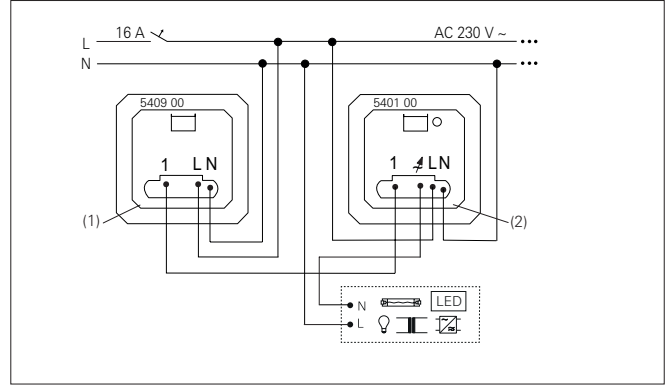 L 16 A AC 230 V ~ •••
N •••
5409 00 5401 00
1 L N 1 L N
(1) (2)
N LED
L